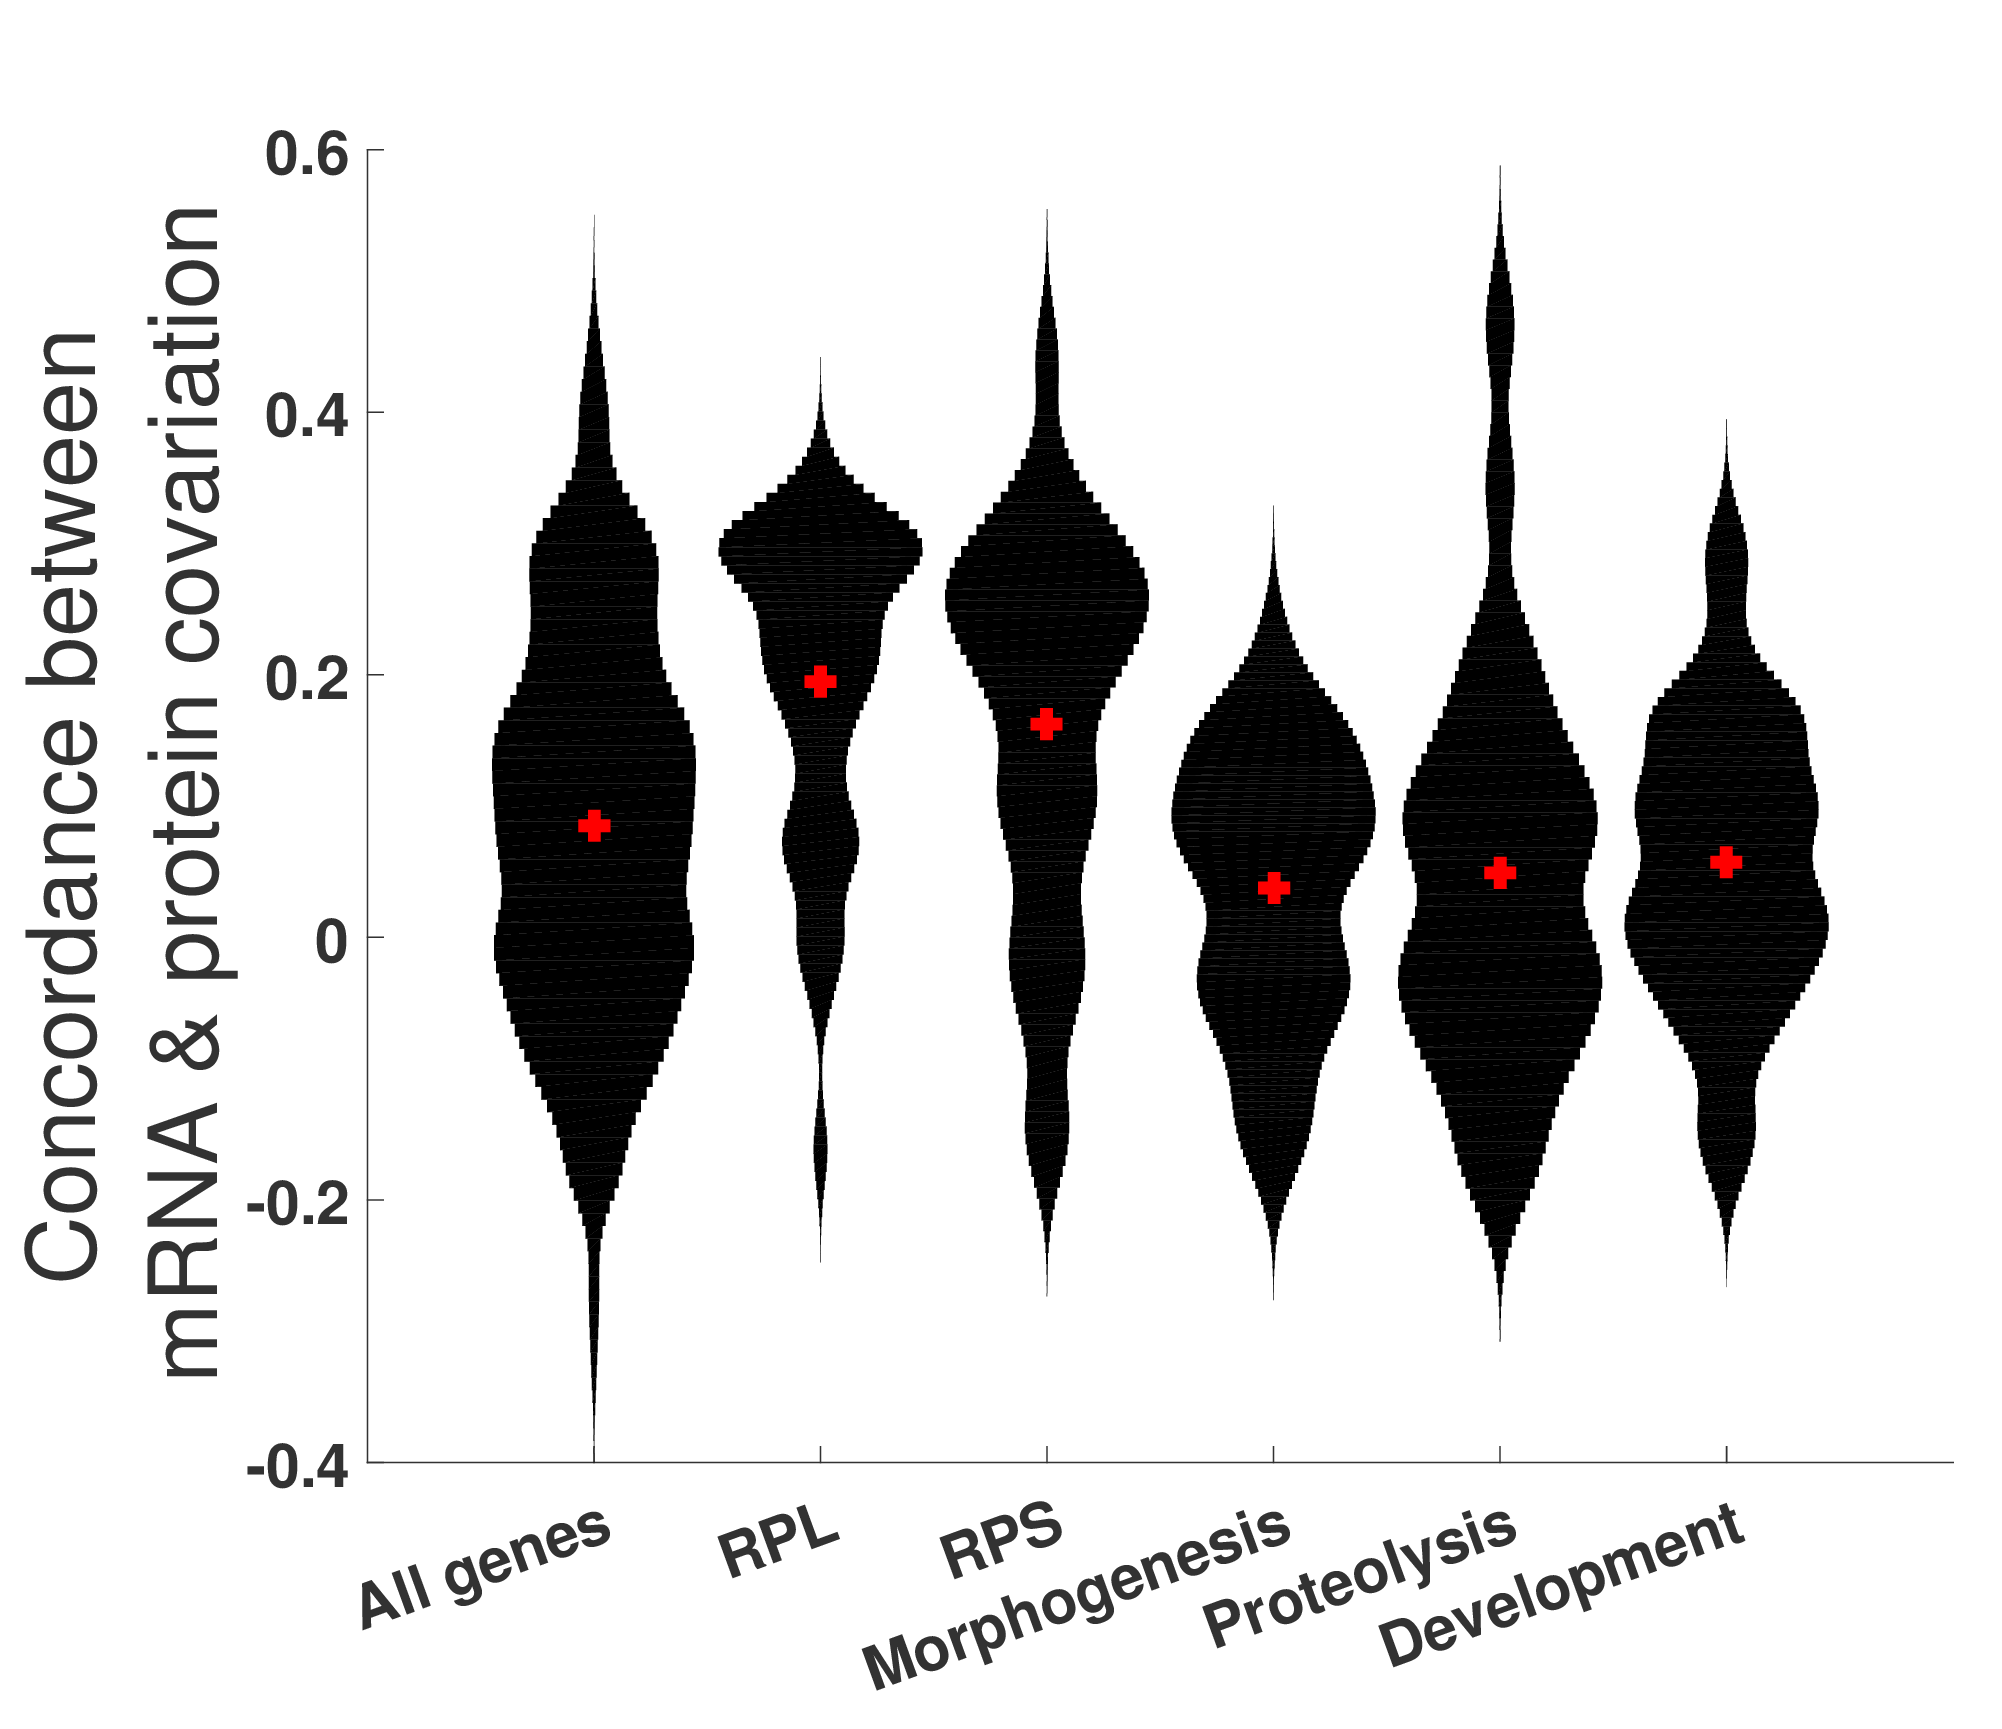 Concordance between
mRNA & protein covariation
0.6
0.4
0.2
0
-0.2
-0.4
All genes
RPL
RPS
Morphogenesis
Proteolysis
Development